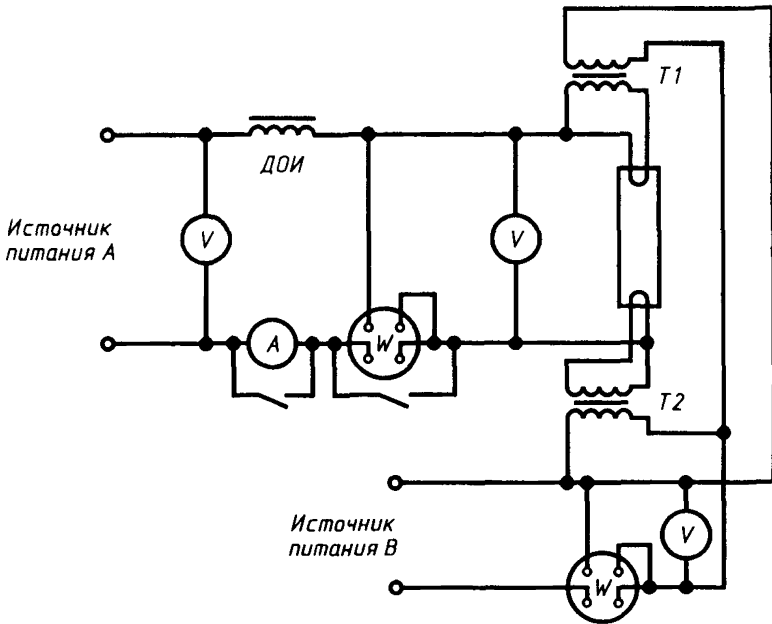 T1
ДОИ
V
V
Источник
питания А
A
W
T2
Источник
питания В
V
W